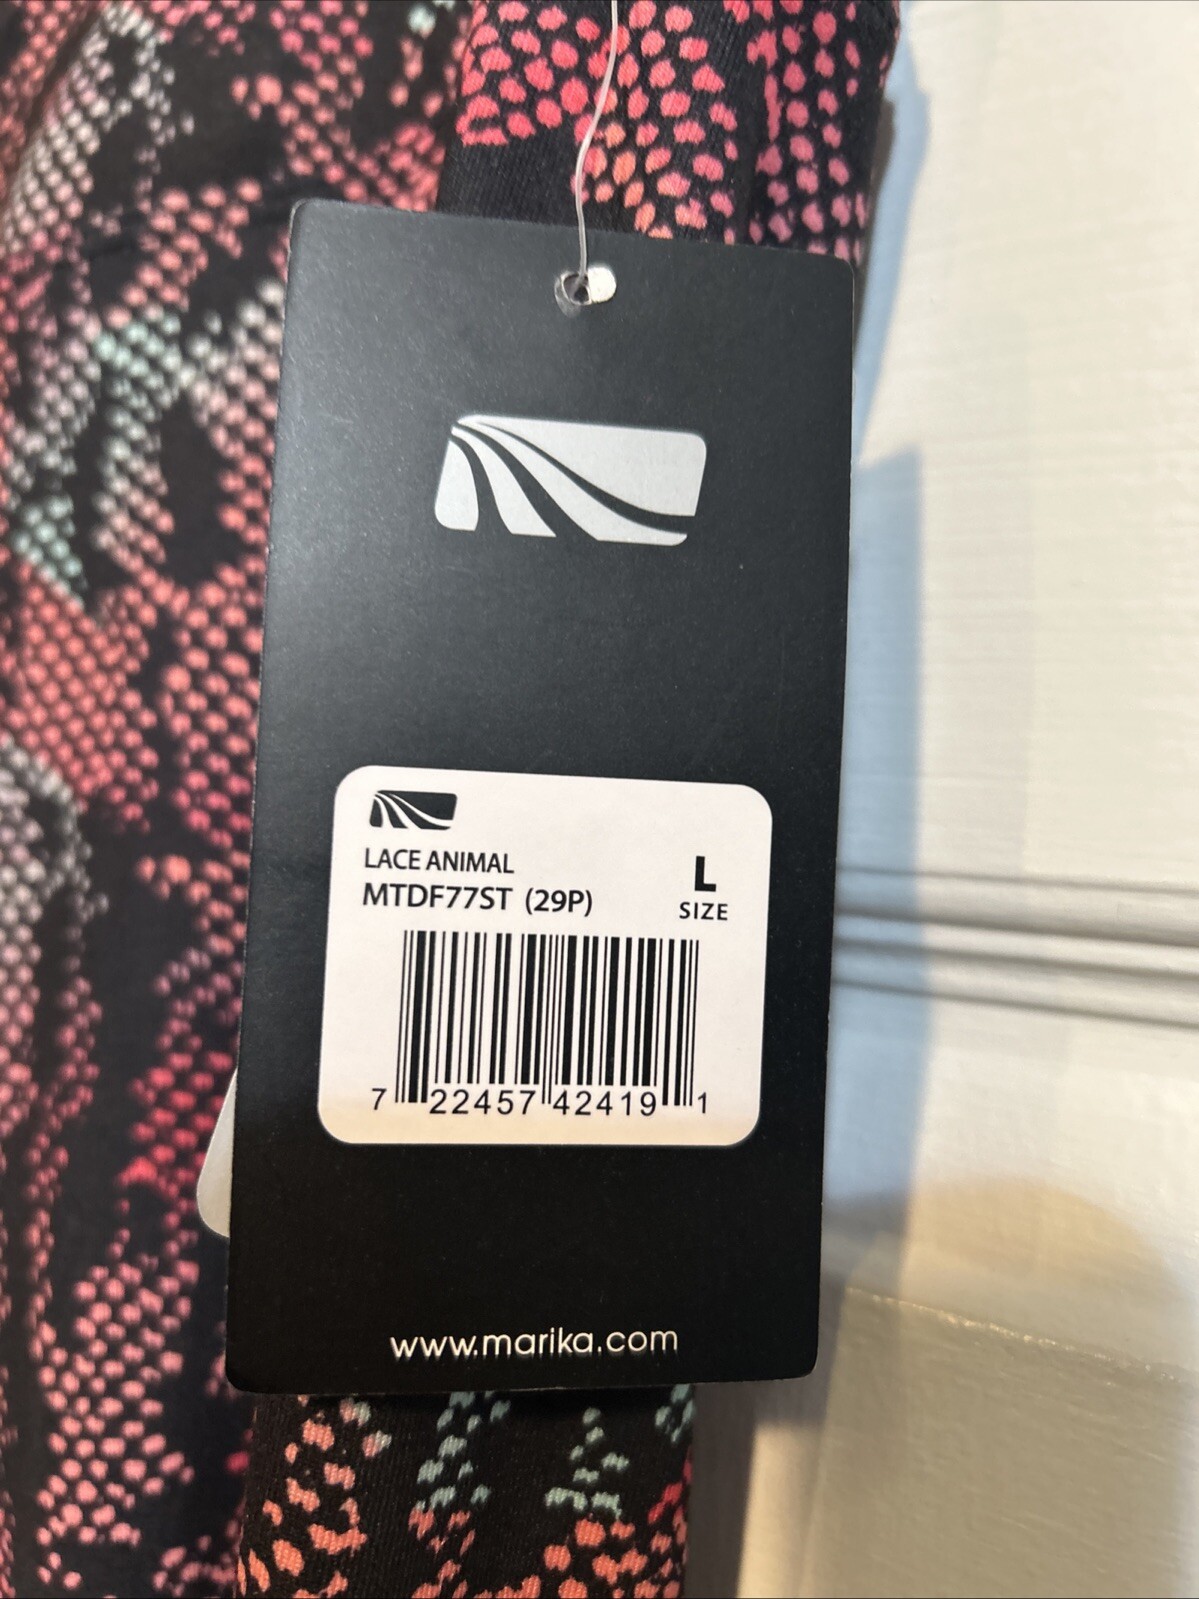 LACE ANIMAL
MTDF77ST (29P)
L
SIZE
7 22457 42419 1
www.marika.com